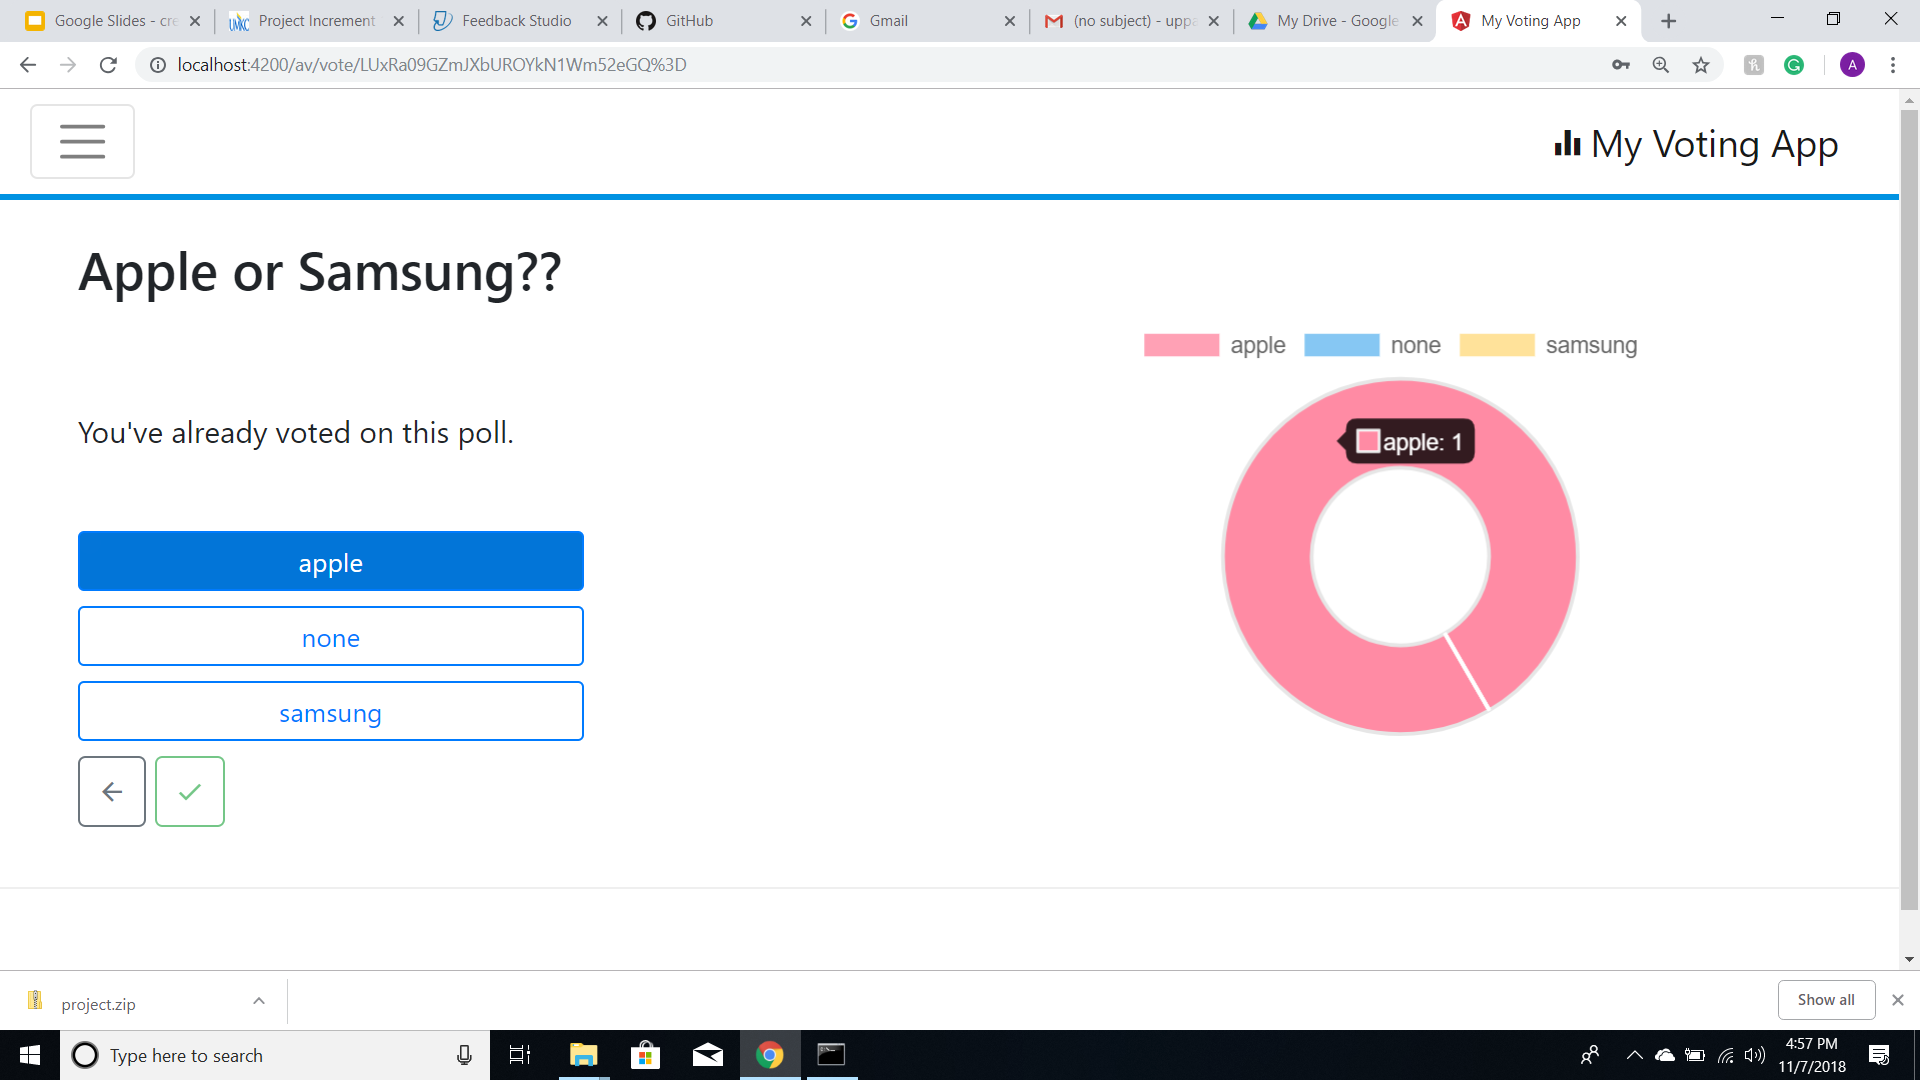 Google Slides - cre
Project Increment
Feedback Studio
GitHub
Gmail
(no subject) - uppa
My Drive - Google
My Voting App
localhost:4200/av/vote/LUxRa09GZmJXbUROYkN1Wm52eGQ%3D
A
My Voting App
Apple or Samsung??
apple
none
samsung
apple: 1
You've already voted on this poll.
apple
none
samsung
project.zip
Show all
Type here to search
4:57 PM
11/7/2018